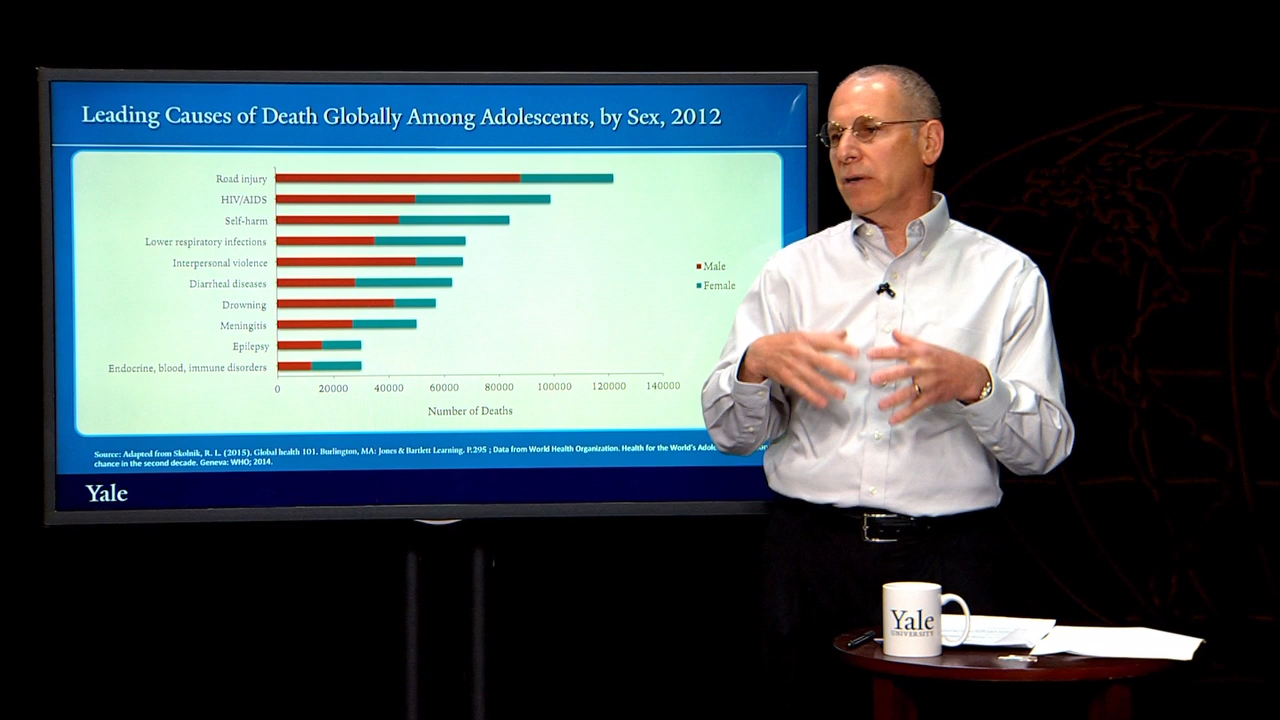 Leading Causes of Death Globally Among Adolescents, by Sex, 2012
Road injury
HIV/AIDS
Self-harm
Lower respiratory infections
Interpersonal violence
Diarrheal diseases
Drowning
Meningitis
Epilepsy
Endocrine, blood, immune disorders
Male
Female
0 20000 40000 60000 80000 100000 120000 140000
Number of Deaths
Source: Adapted from Skolnik, R. L. (2015). Global health 101. Burlington, MA: Jones & Bartlett Learning. P.295 ; Data from World Health Organization. Health for the World's
chance in the second decade. Geneva: WHO; 2014.
Yale
Yale
UNIVERSITY